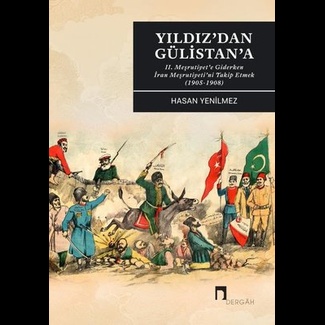 YILDIZ'DAN
GÜLİSTAN'A
II. Meşrutiyet'e Giderken
İran Meşrutiyeti'ni Takip Etmek
(1905-1908)
HASAN YENİLMEZ
DERGÂH